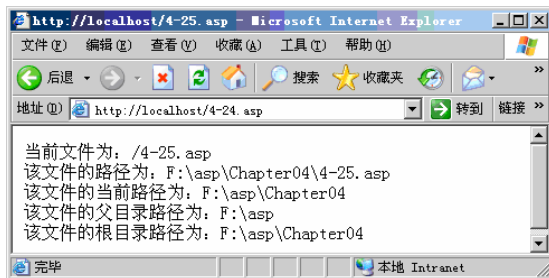 http://localhost/4-25.asp - Microsoft Internet Explorer
文件(F) 编辑(E) 查看(V) 收藏(A) 工具(T) 帮助(H)
后退 搜索 收藏夹 »
地址(D) http://localhost/4-24.asp 转到 链接 »
当前文件为：/4-25.asp
该文件的路径为：F:\asp\Chapter04\4-25.asp
该文件的当前路径为：F:\asp\Chapter04
该文件的父目录路径为：F:\asp
该文件的根目录路径为：F:\asp\Chapter04
完毕 本地 Intranet